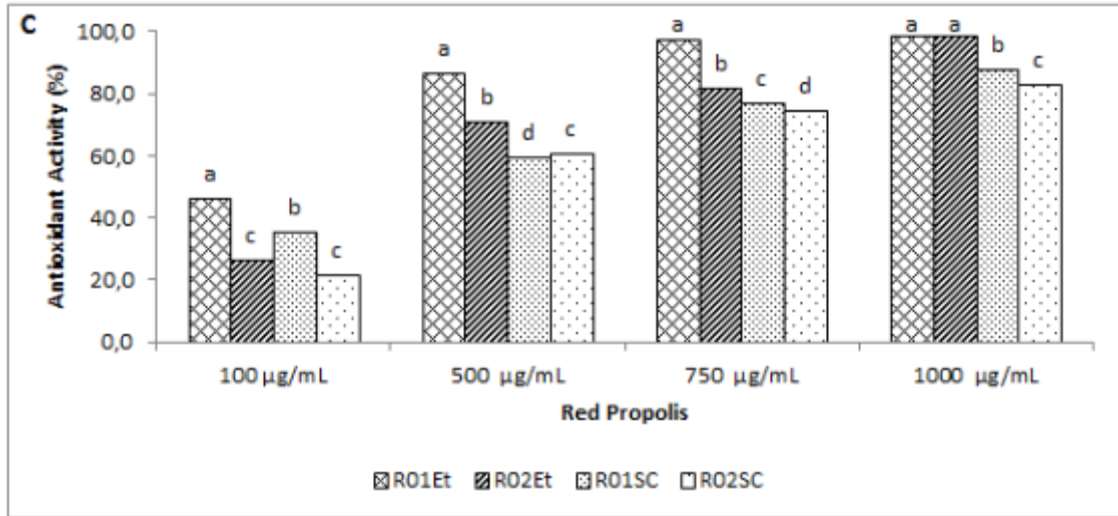 C
Antioxidant Activity (%)
100,0
80,0
60,0
40,0
20,0
0,0
a c b c
a b d c
a b c d
a a b c
100 µg/mL 500 µg/mL 750 µg/mL 1000 µg/mL
Red Propolis
R01Et R02Et R01SC R02SC